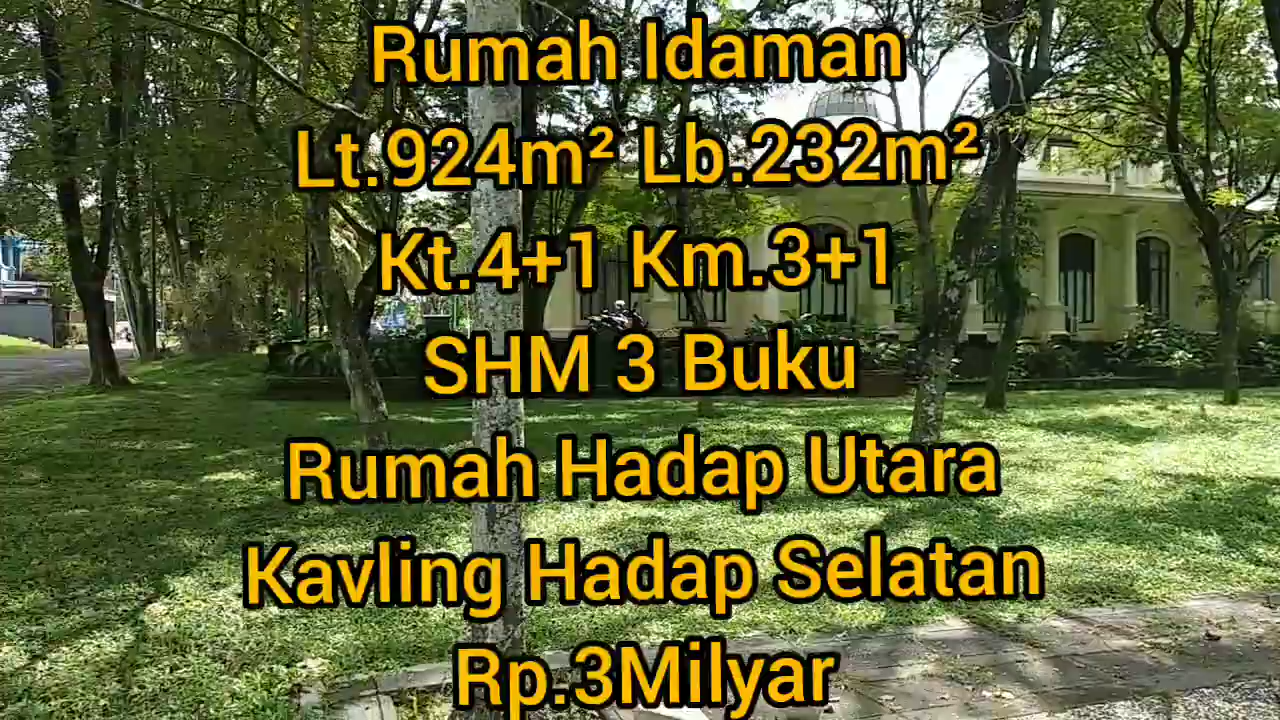 Rumah Idaman
Lt.924m² Lb.232m²
Kt.4+1 Km.3+1
SHM 3 Buku
Rumah Hadap Utara
Kavling Hadap Selatan
Rp.3Milyar